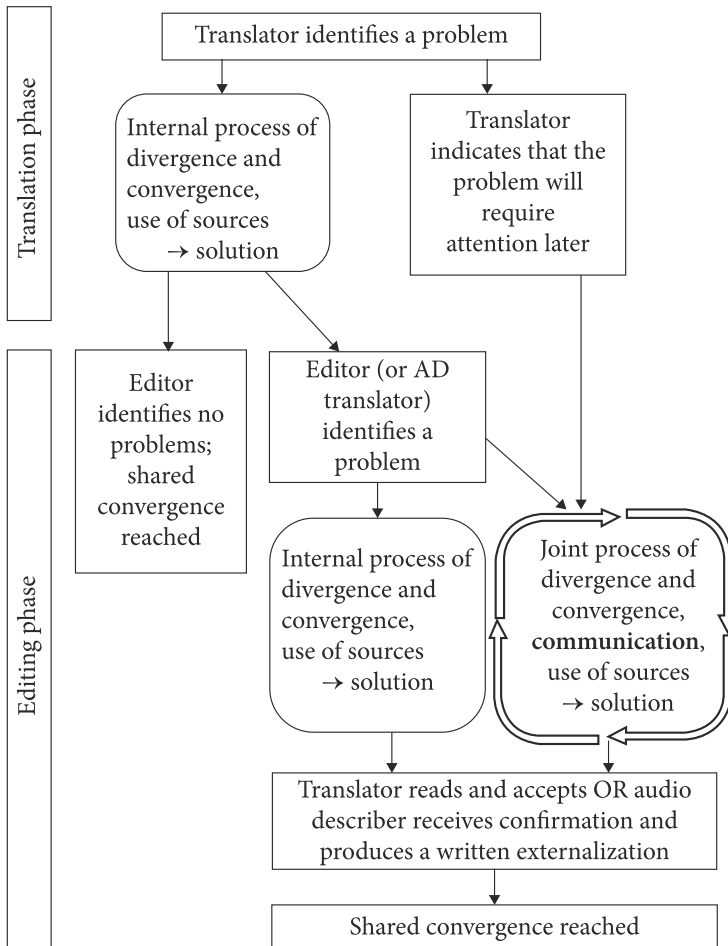 Translation phase
Translator identifies a problem
Internal process of
divergence and
convergence,
use of sources
→ solution
Translator
indicates that the
problem will
require
attention later
Editing phase
Editor
identifies no
problems;
shared
convergence
reached
Editor (or AD
translator)
identifies a
problem
Internal process of
divergence and
convergence,
use of sources
→ solution
Joint process of
divergence and
convergence,
communication,
use of sources
→ solution
Translator reads and accepts OR audio
describer receives confirmation and
produces a written externalization
Shared convergence reached